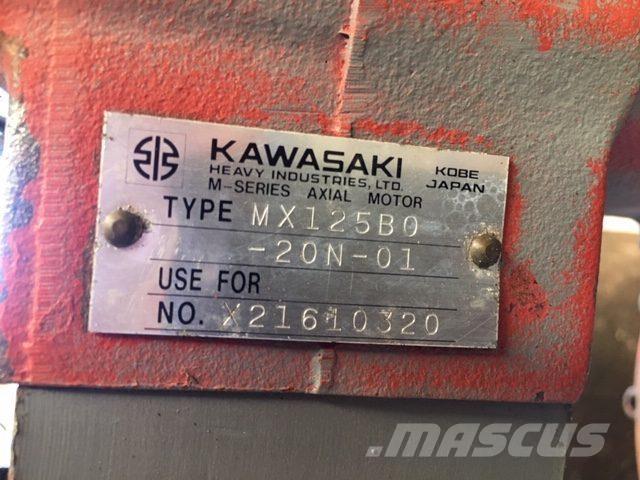 KAWASAKI
HEAVY INDUSTRIES, LTD.
KOBE
JAPAN
M-SERIES AXIAL MOTOR
TYPE MX125B0
-20N-01
USE FOR
NO. X21610320
.MASCUS